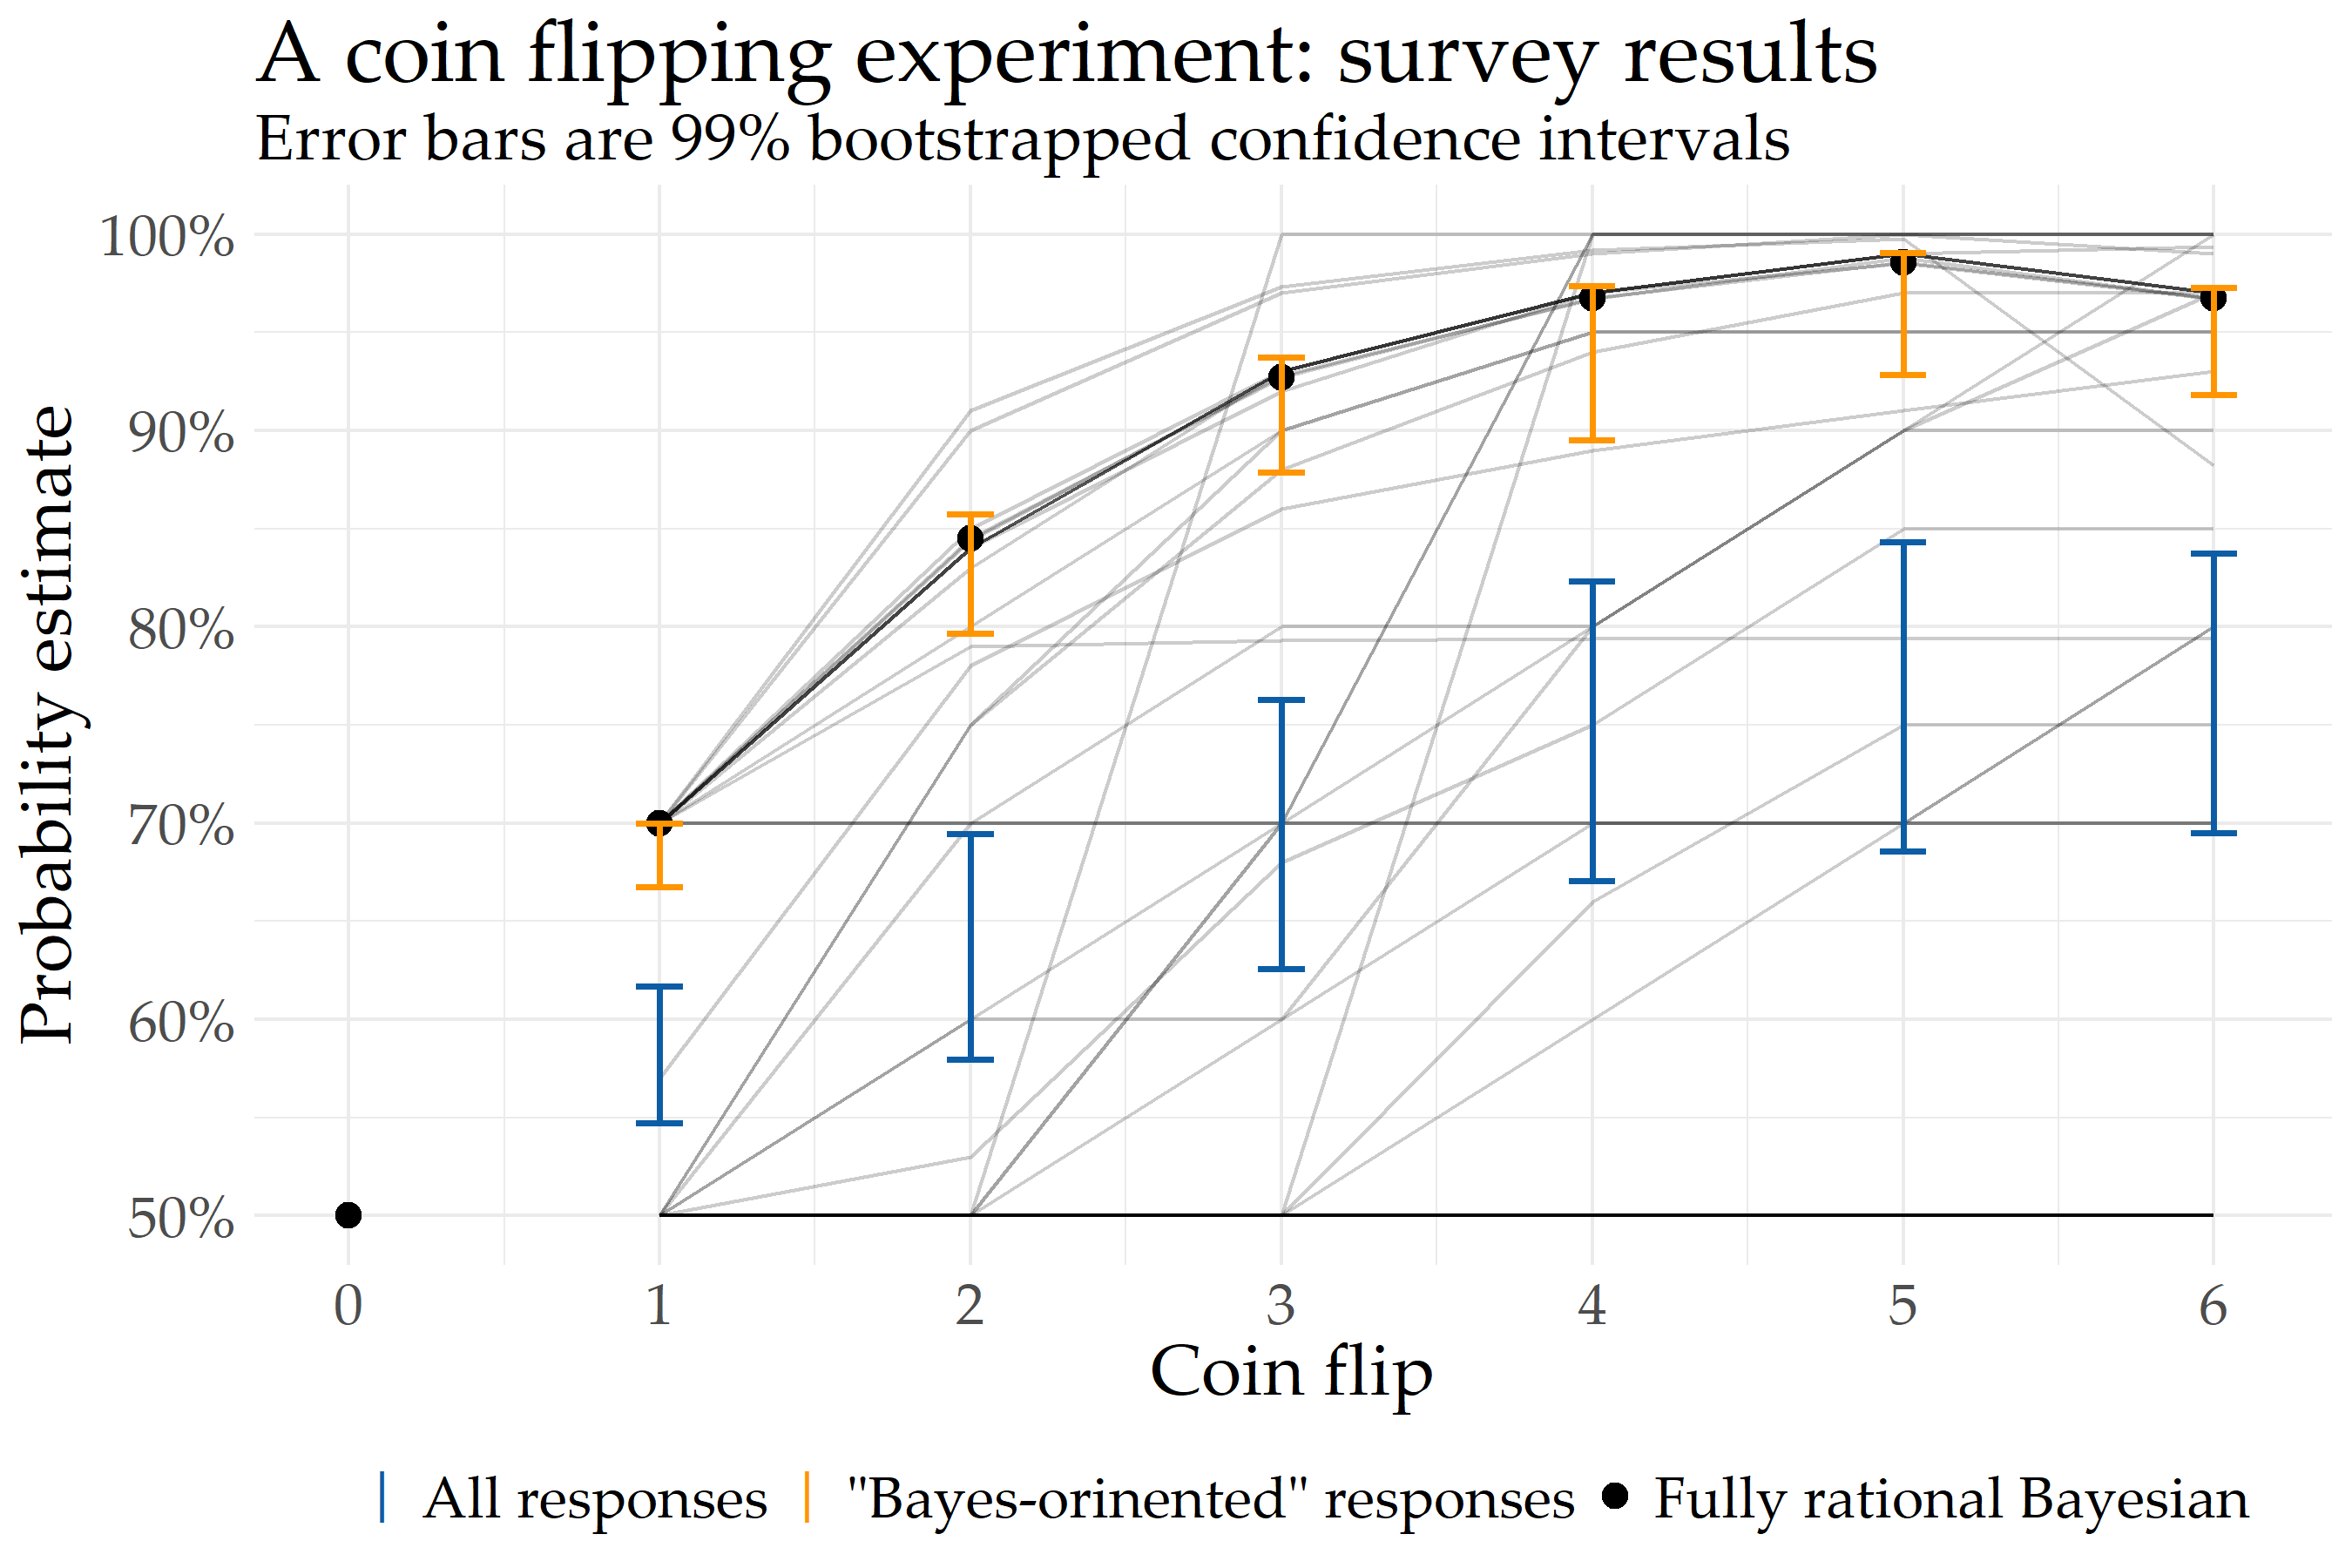 A coin flipping experiment: survey results
Error bars are 99% bootstrapped confidence intervals
Probability estimate
100%
90%
80%
70%
60%
50%
0 1 2 3 4 5 6
Coin flip
All responses "Bayes-orinented" responses Fully rational Bayesian